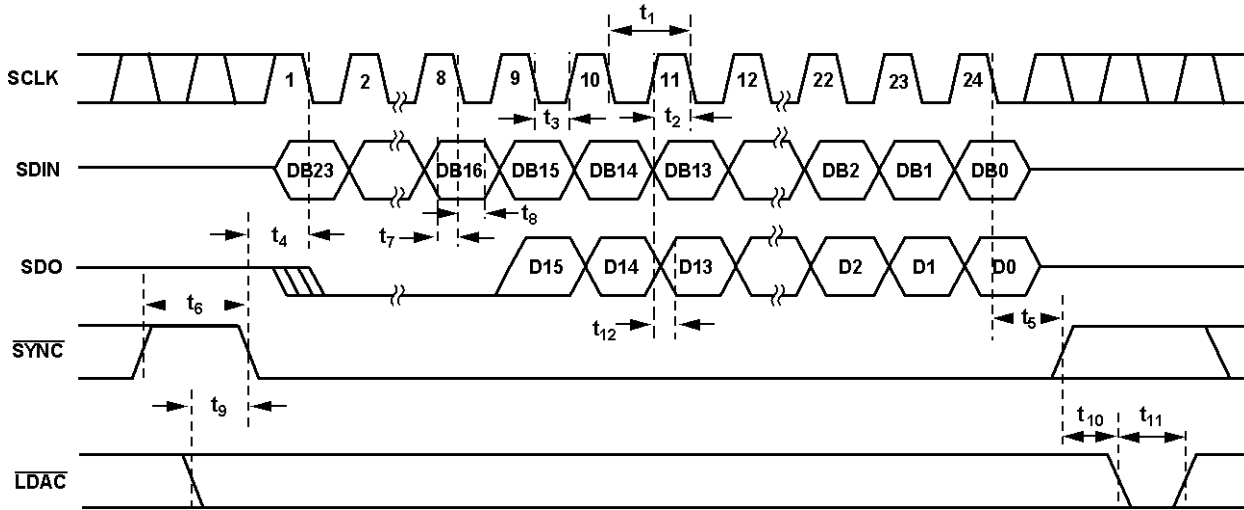 t1
SCLK 1 2 8 9 10 11 12 22 23 24
t3 t2
SDIN DB23 DB16 DB15 DB14 DB13 DB2 DB1 DB0
t4 t7 t8
SDO D15 D14 D13 D2 D1 D0
t6 t12 t5
SYNC
t9 t10 t11
LDAC